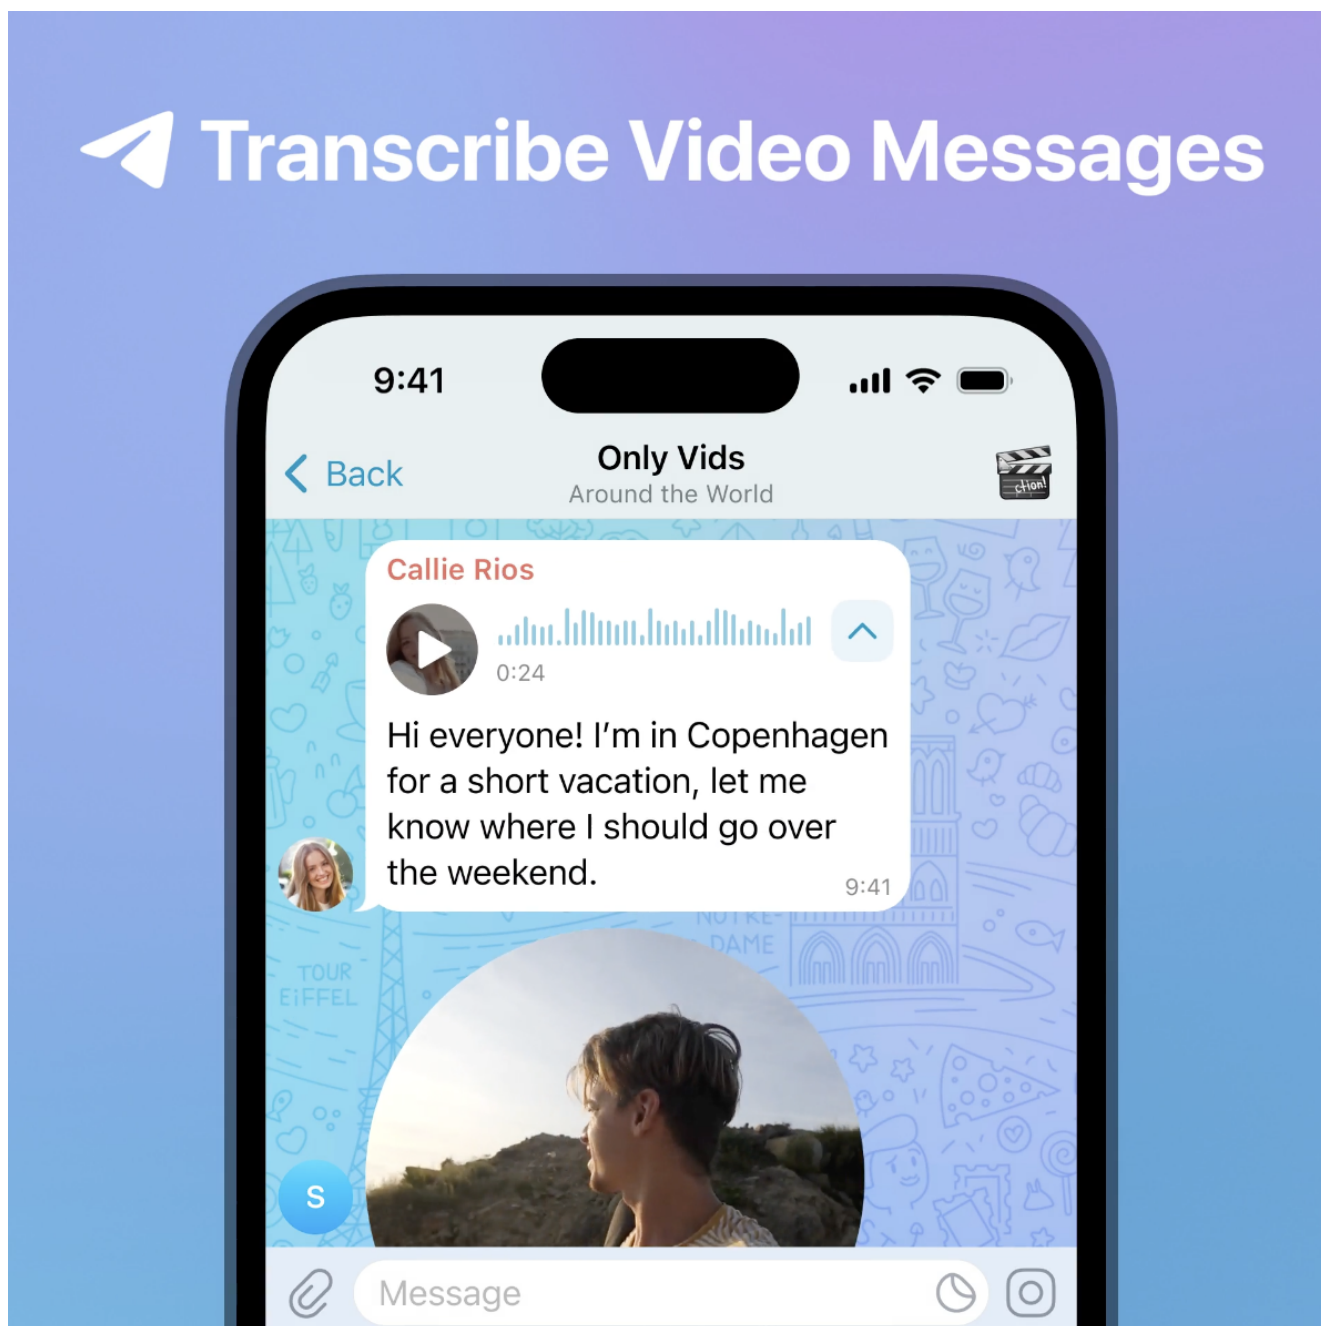 Transcribe Video Messages
9:41
Back
Only Vids
Around the World
ction!
Callie Rios
0:24
Hi everyone! I’m in Copenhagen
for a short vacation, let me
know where I should go over
the weekend.
9:41
NOTRE-
DAME
TOUR
EiFFEL
S
Message